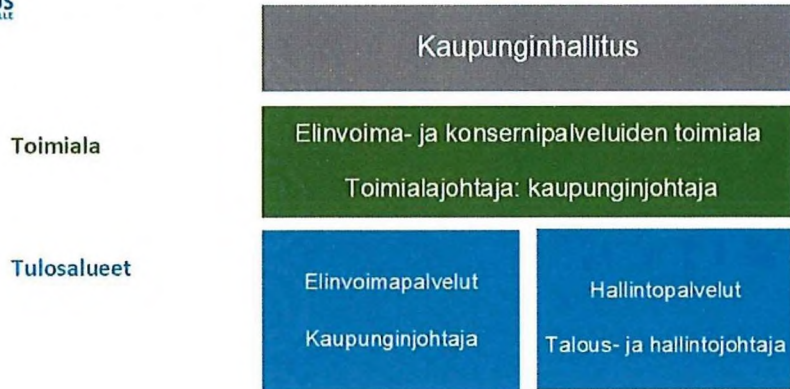 Kaupunginhallitus
Toimiala
Elinvoima- ja konsernipalveluiden toimiala
Toimialajohtaja: kaupunginjohtaja
Tulosalueet
Elinvoimapalvelut
Kaupunginjohtaja
Hallintopalvelut
Talous- ja hallintojohtaja